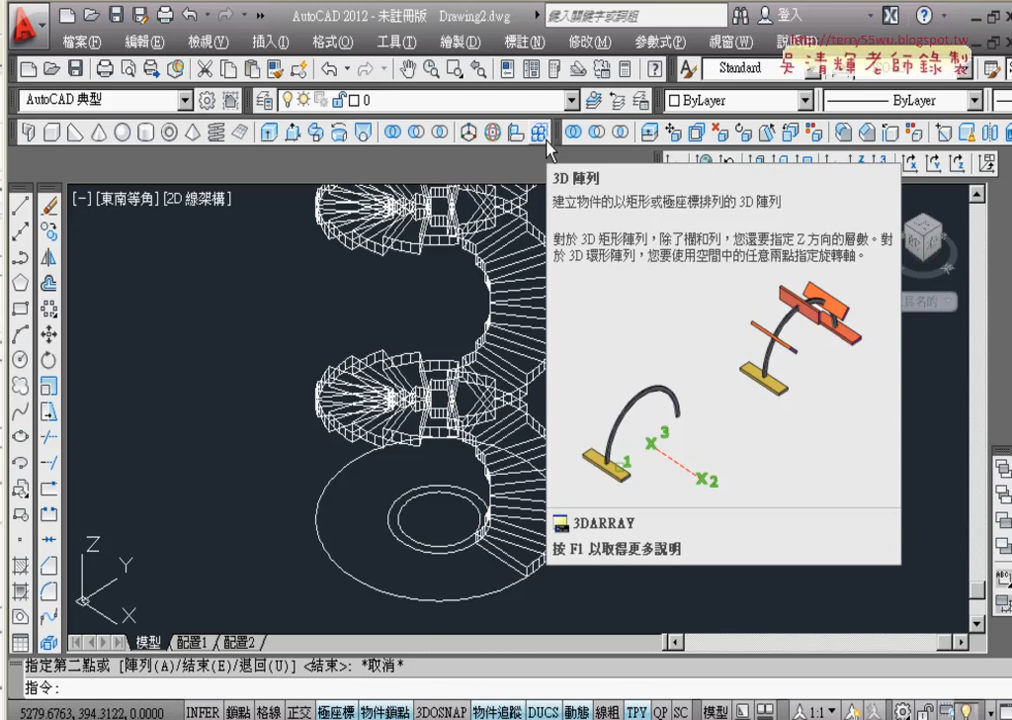 AutoCAD 2012 - 未註冊版 Drawing2.dwg
鍵入關鍵字或詞組
登入
檔案(F) 編輯(E) 檢視(V) 插入(I) 格式(O) 工具(T) 繪製(D) 標註(N) 修改(M) 參數式(P) 視窗(W)
http://terry55wu.blogspot.tw
吳清輝老師錄製
Standard
AutoCAD 典型
0
ByLayer
ByLayer
[−] [東南等角] [2D 線架構]
3D 陣列
建立物件的以矩形或極座標排列的 3D 陣列
對於 3D 矩形陣列，除了欄和列，您還要指定 Z 方向的層數。對
於 3D 環形陣列，您要使用空間中的任意兩點指定旋轉軸。
3
1
X
X2
3DARRAY
按 F1 以取得更多說明
Z
Y
X
模型 配置1 配置2
指定第二點或 [陣列(A)/結束(E)/退回(U)] <結束>: *取消*
指令:
5279.6763, 394.3122, 0.0000 INFER 鎖點 格線 正交 極座標 物件鎖點 3DOSNAP 物件追蹤 DUCS 動態 線粗 TPY QP SC 模型 1:1